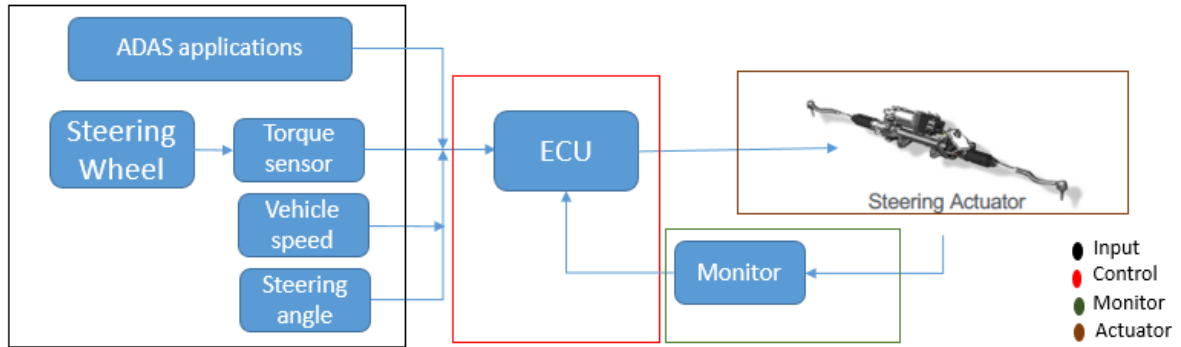 ADAS applications
Steering
Wheel
Torque
sensor
Vehicle
speed
Steering
angle
ECU
Monitor
Steering Actuator
Input
Control
Monitor
Actuator